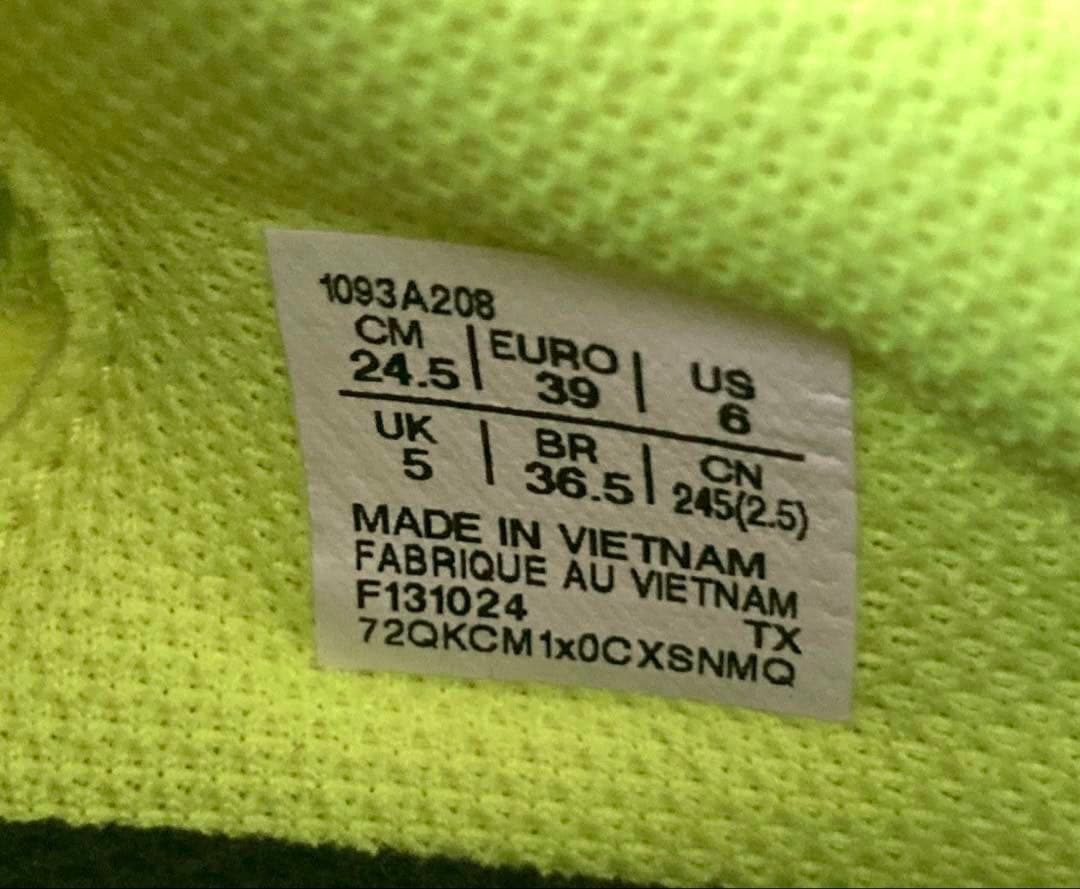 1093A208
CM | EURO | US
24.5 | 39 | 6
UK | BR | CN
5 | 36.5 | 245(2.5)
MADE IN VIETNAM
FABRIQUE AU VIETNAM
F131024 TX
72QKCM1x0CXSNMQ